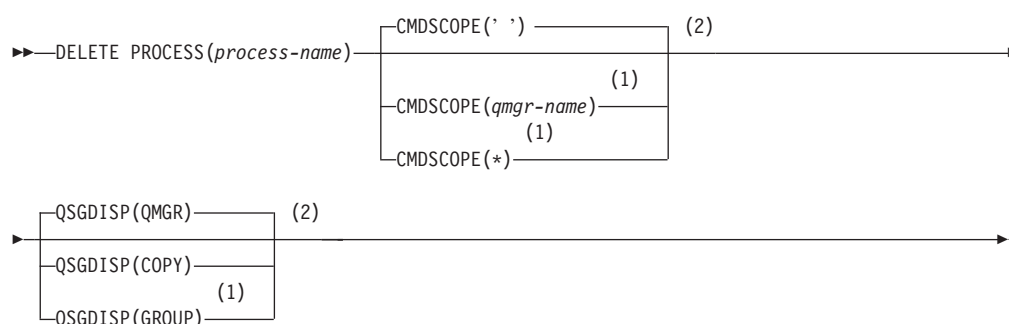 CMDSCOPE(' ') (2)
DELETE PROCESS(process-name)
(1)
CMDSCOPE(qmgr-name)
(1)
CMDSCOPE(*)
QSGDISP(QMGR) (2)
QSGDISP(COPY)
(1)
QSGDISP(GROUP)